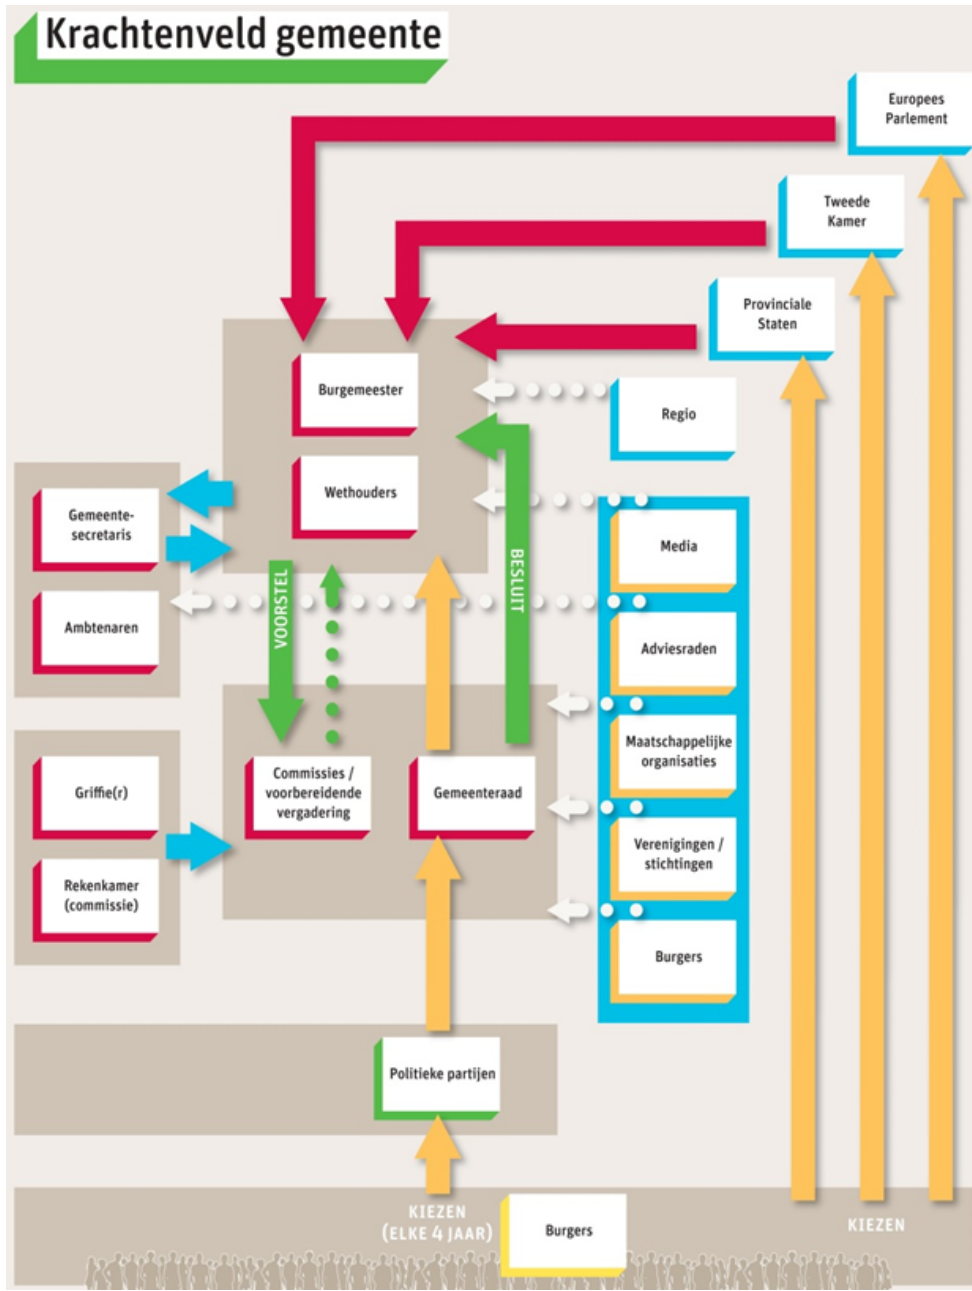 Krachtenveld gemeente
Europees
Parlement
Tweede
Kamer
Provinciale
Staten
Burgemeester
Regio
Wethouders
Gemeente-
secretaris
Media
VOORSTEL
BESLUIT
Ambtenaren
Adviesraden
Maatschappelijke
organisaties
Griffie(r)
Commissies /
voorbereidende
vergadering
Gemeenteraad
Verenigingen /
stichtingen
Rekenkamer
(commissie)
Burgers
Politieke partijen
KIEZEN
(ELKE 4 JAAR)
Burgers
KIEZEN